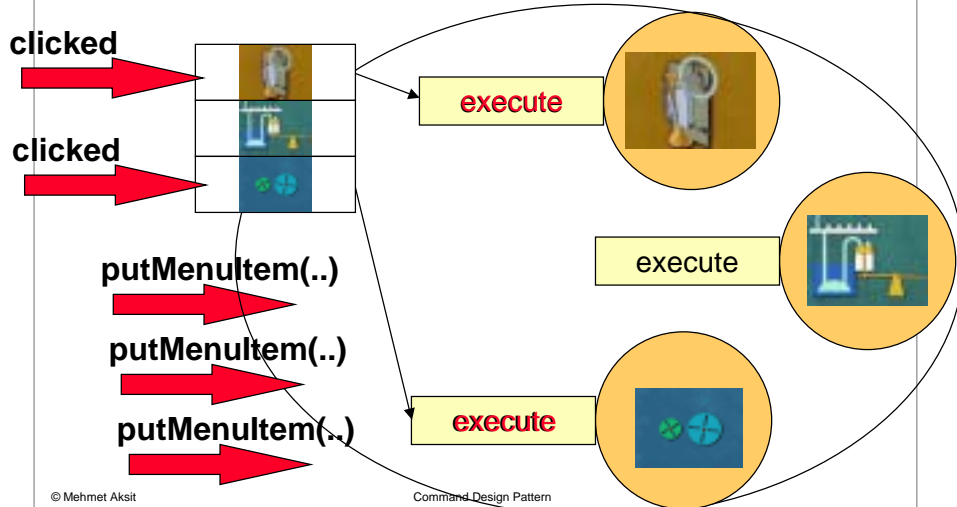 clicked
execute
clicked
execute
putMenuItem(..)
putMenuItem(..)
execute
putMenuItem(..)
© Mehmet Aksit
Command Design Pattern